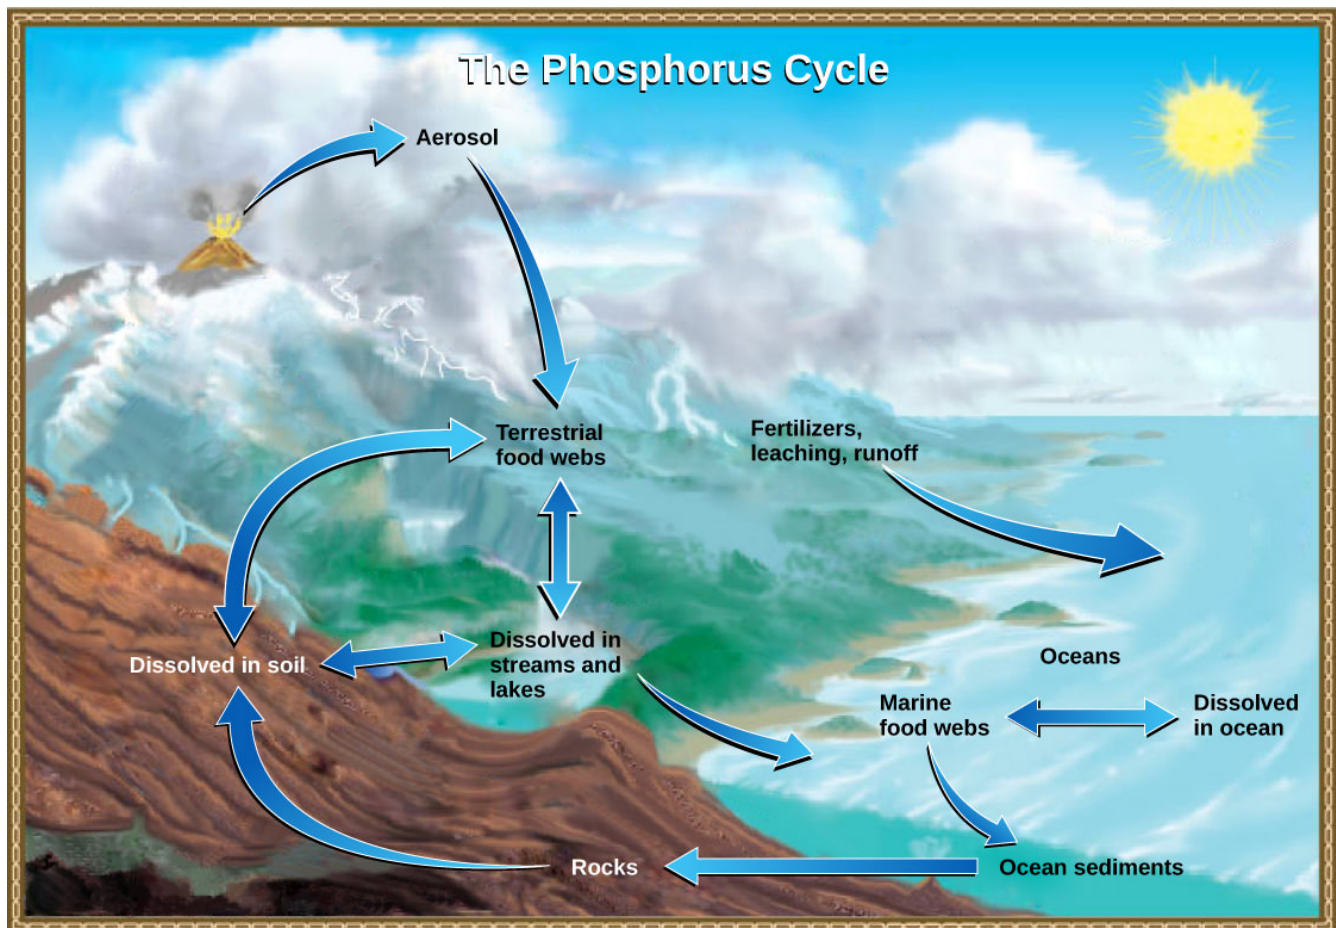 The Phosphorus Cycle
Aerosol
Terrestrial
food webs
Fertilizers,
leaching, runoff
Dissolved in soil
Dissolved in
streams and
lakes
Oceans
Marine
food webs
Dissolved
in ocean
Rocks
Ocean sediments